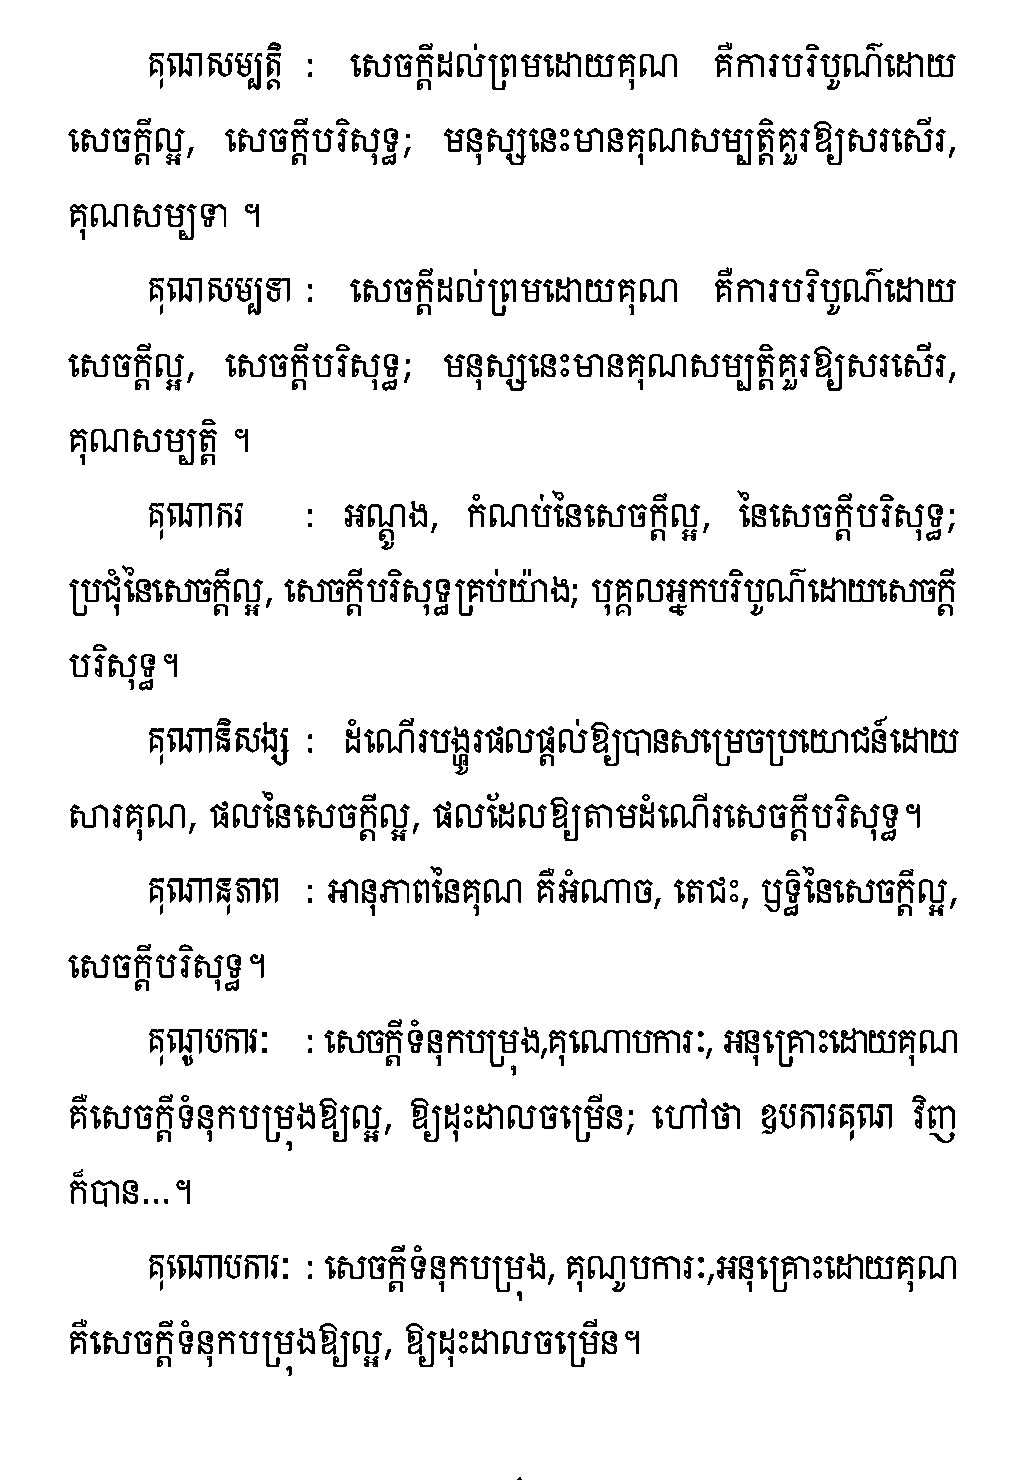 គុណសម្បត្តិ : សេចក្តីដល់ព្រមដោយគុណ គឺការបរិបូណ៌ដោយ
សេចក្តីល្អ, សេចក្តីបរិសុទ្ធ; មនុស្សនេះមានគុណសម្បត្តិគួរឱ្យសរសើរ,
គុណសម្បទា ។
គុណសម្បទា : សេចក្តីដល់ព្រមដោយគុណ គឺការបរិបូណ៌ដោយ
សេចក្តីល្អ, សេចក្តីបរិសុទ្ធ; មនុស្សនេះមានគុណសម្បត្តិគួរឱ្យសរសើរ,
គុណសម្បត្តិ ។
គុណាករ : អណ្តូង, កំណប់នៃសេចក្តីល្អ, នៃសេចក្តីបរិសុទ្ធ;
ប្រជុំនៃសេចក្តីល្អ, សេចក្តីបរិសុទ្ធគ្រប់យ៉ាង; បុគ្គលអ្នកបរិបូណ៌ដោយសេចក្តី
បរិសុទ្ធ។
គុណានិសង្ស : ដំណើរបង្ហូរផលផ្តល់ឱ្យបានសម្រេចប្រយោជន៍ដោយ
សារគុណ, ផលនៃសេចក្តីល្អ, ផលដែលឱ្យតាមដំណើរសេចក្តីបរិសុទ្ធ។
គុណានុភាព : អានុភាពនៃគុណ គឺអំណាច, តេជះ, ឫទ្ធិនៃសេចក្តីល្អ,
សេចក្តីបរិសុទ្ធ។
គុណូបការៈ : សេចក្តីទំនុកបម្រុង,គុណោបការៈ, អនុគ្រោះដោយគុណ
គឺសេចក្តីទំនុកបម្រុងឱ្យល្អ, ឱ្យដុះដាលចម្រើន; ហៅថា ឧបការគុណ វិញ
ក៏បាន...។
គុណោបការៈ : សេចក្តីទំនុកបម្រុង, គុណូបការៈ,អនុគ្រោះដោយគុណ
គឺសេចក្តីទំនុកបម្រុងឱ្យល្អ, ឱ្យដុះដាលចម្រើន។